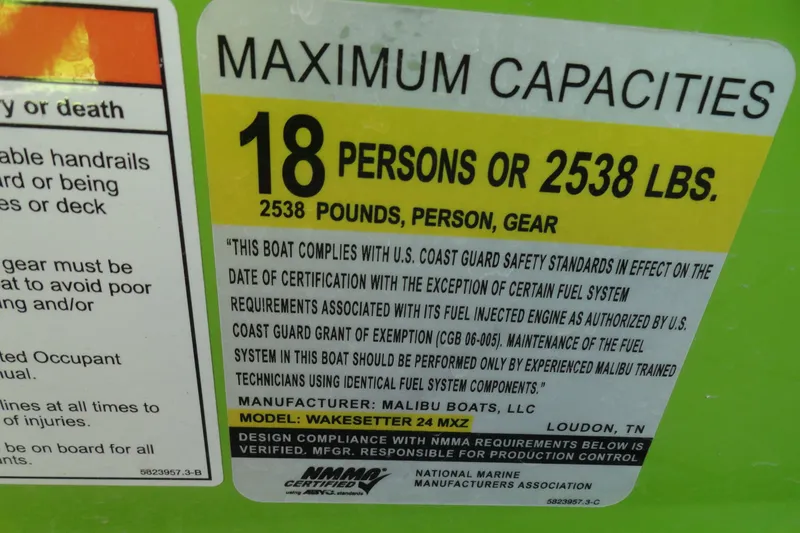 ry or death
able handrails
ard or being
es or deck
gear must be
at to avoid poor
ing and/or
ted Occupant
ual.
lines at all times to
of injuries.
be on board for all
nts.
5823957.3-B
MAXIMUM CAPACITIES
18 PERSONS OR 2538 LBS.
2538 POUNDS, PERSON, GEAR
"THIS BOAT COMPLIES WITH U.S. COAST GUARD SAFETY STANDARDS IN EFFECT ON THE
DATE OF CERTIFICATION WITH THE EXCEPTION OF CERTAIN FUEL SYSTEM
REQUIREMENTS ASSOCIATED WITH ITS FUEL INJECTED ENGINE AS AUTHORIZED BY U.S.
COAST GUARD GRANT OF EXEMPTION (CGB 06-005). MAINTENANCE OF THE FUEL
SYSTEM IN THIS BOAT SHOULD BE PERFORMED ONLY BY EXPERIENCED MALIBU TRAINED
TECHNICIANS USING IDENTICAL FUEL SYSTEM COMPONENTS."
MANUFACTURER: MALIBU BOATS, LLC
MODEL: WAKESETTER 24 MXZ LOUDON, TN
DESIGN COMPLIANCE WITH NMMA REQUIREMENTS BELOW IS
VERIFIED. MFGR. RESPONSIBLE FOR PRODUCTION CONTROL
NMMA
CERTIFIED
using ABYC standards
NATIONAL MARINE
MANUFACTURERS ASSOCIATION
5823957.3-C